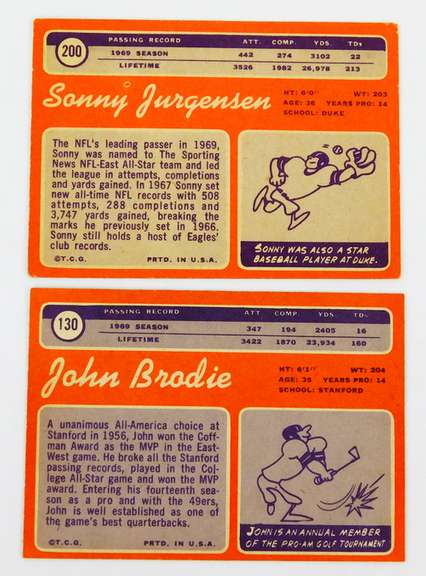 200
PASSING RECORD ATT. COMP. YDS. TDs
1969 SEASON 442 274 3102 22
LIFETIME 3526 1982 26,978 213
Sonny Jurgensen
HT: 6'0" WT: 203
AGE: 36 YEARS PRO: 14
SCHOOL: DUKE
The NFL's leading passer in 1969,
Sonny was named to The Sporting
News NFL-East All-Star team and led
the league in attempts, completions
and yards gained. In 1967 Sonny set
new all-time NFL records with 508
attempts, 288 completions and
3,747 yards gained, breaking the
marks he previously set in 1966.
Sonny still holds a host of Eagles'
club records.
©T.C.G. PRTD. IN U.S.A.
SONNY WAS ALSO A STAR
BASEBALL PLAYER AT DUKE.
130
PASSING RECORD ATT. COMP. YDS. TDs
1969 SEASON 347 194 2405 16
LIFETIME 3422 1870 23,934 160
John Brodie
HT: 6'1" WT: 204
AGE: 35 YEARS PRO: 14
SCHOOL: STANFORD
A unanimous All-America choice at
Stanford in 1956, John won the Coff-
man Award as the MVP in the East-
West game. He broke all the Stanford
passing records, played in the Col-
lege All-Star game and won the MVP
award. Entering his fourteenth sea-
son as a pro and with the 49ers,
John is well established as one of
the game's best quarterbacks.
©T.C.G. PRTD. IN U.S.A.
JOHN IS AN ANNUAL MEMBER
OF THE PRO-AM GOLF TOURNAMENT